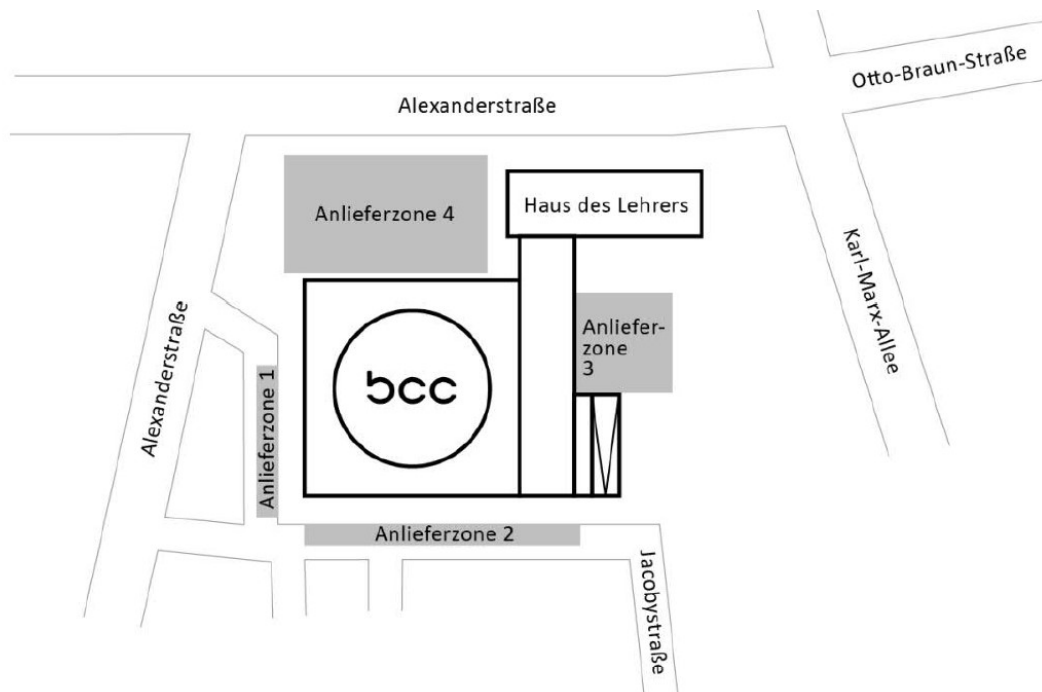 Otto-Braun-Straße
Alexanderstraße
Anlieferzone 4
Haus des Lehrers
Karl-Marx-Allee
Anliefer-
zone
3
Alexanderstraße
Anlieferzone 1
bcc
Anlieferzone 2
Jacobystraße